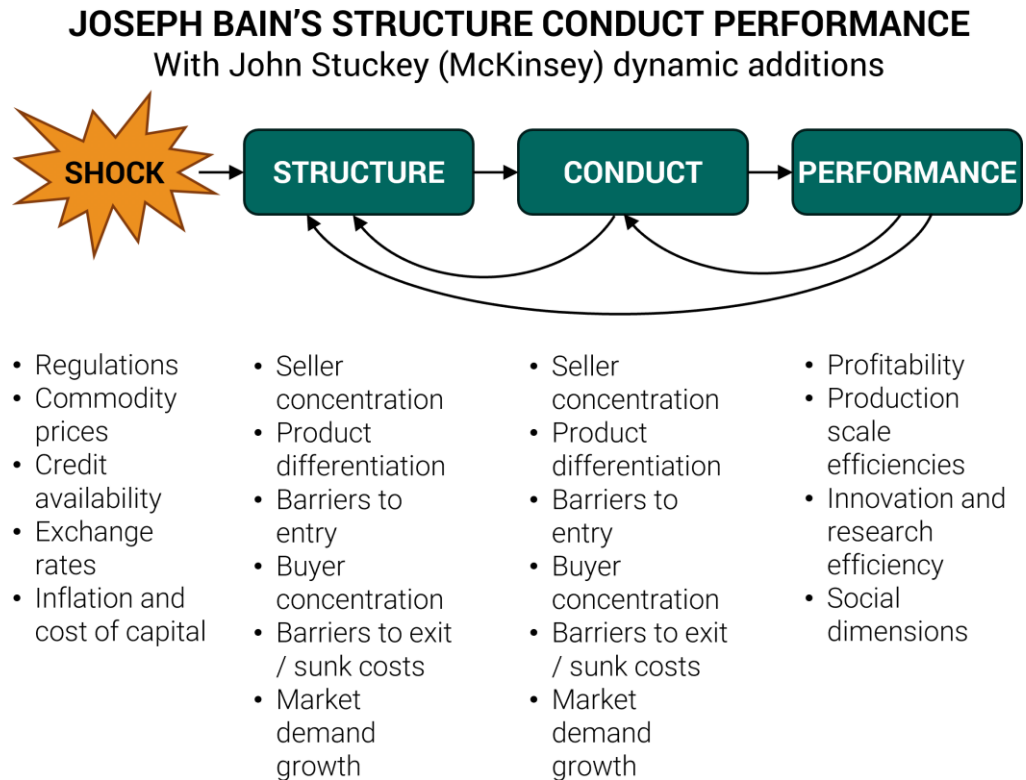 JOSEPH BAIN’S STRUCTURE CONDUCT PERFORMANCE
With John Stuckey (McKinsey) dynamic additions
SHOCK
STRUCTURE
CONDUCT
PERFORMANCE
• Regulations
• Commodity
prices
• Credit
availability
• Exchange
rates
• Inflation and
cost of capital
• Seller
concentration
• Product
differentiation
• Barriers to
entry
• Buyer
concentration
• Barriers to exit
/ sunk costs
• Market
demand
growth
• Seller
concentration
• Product
differentiation
• Barriers to
entry
• Buyer
concentration
• Barriers to exit
/ sunk costs
• Market
demand
growth
• Profitability
• Production
scale
efficiencies
• Innovation and
research
efficiency
• Social
dimensions